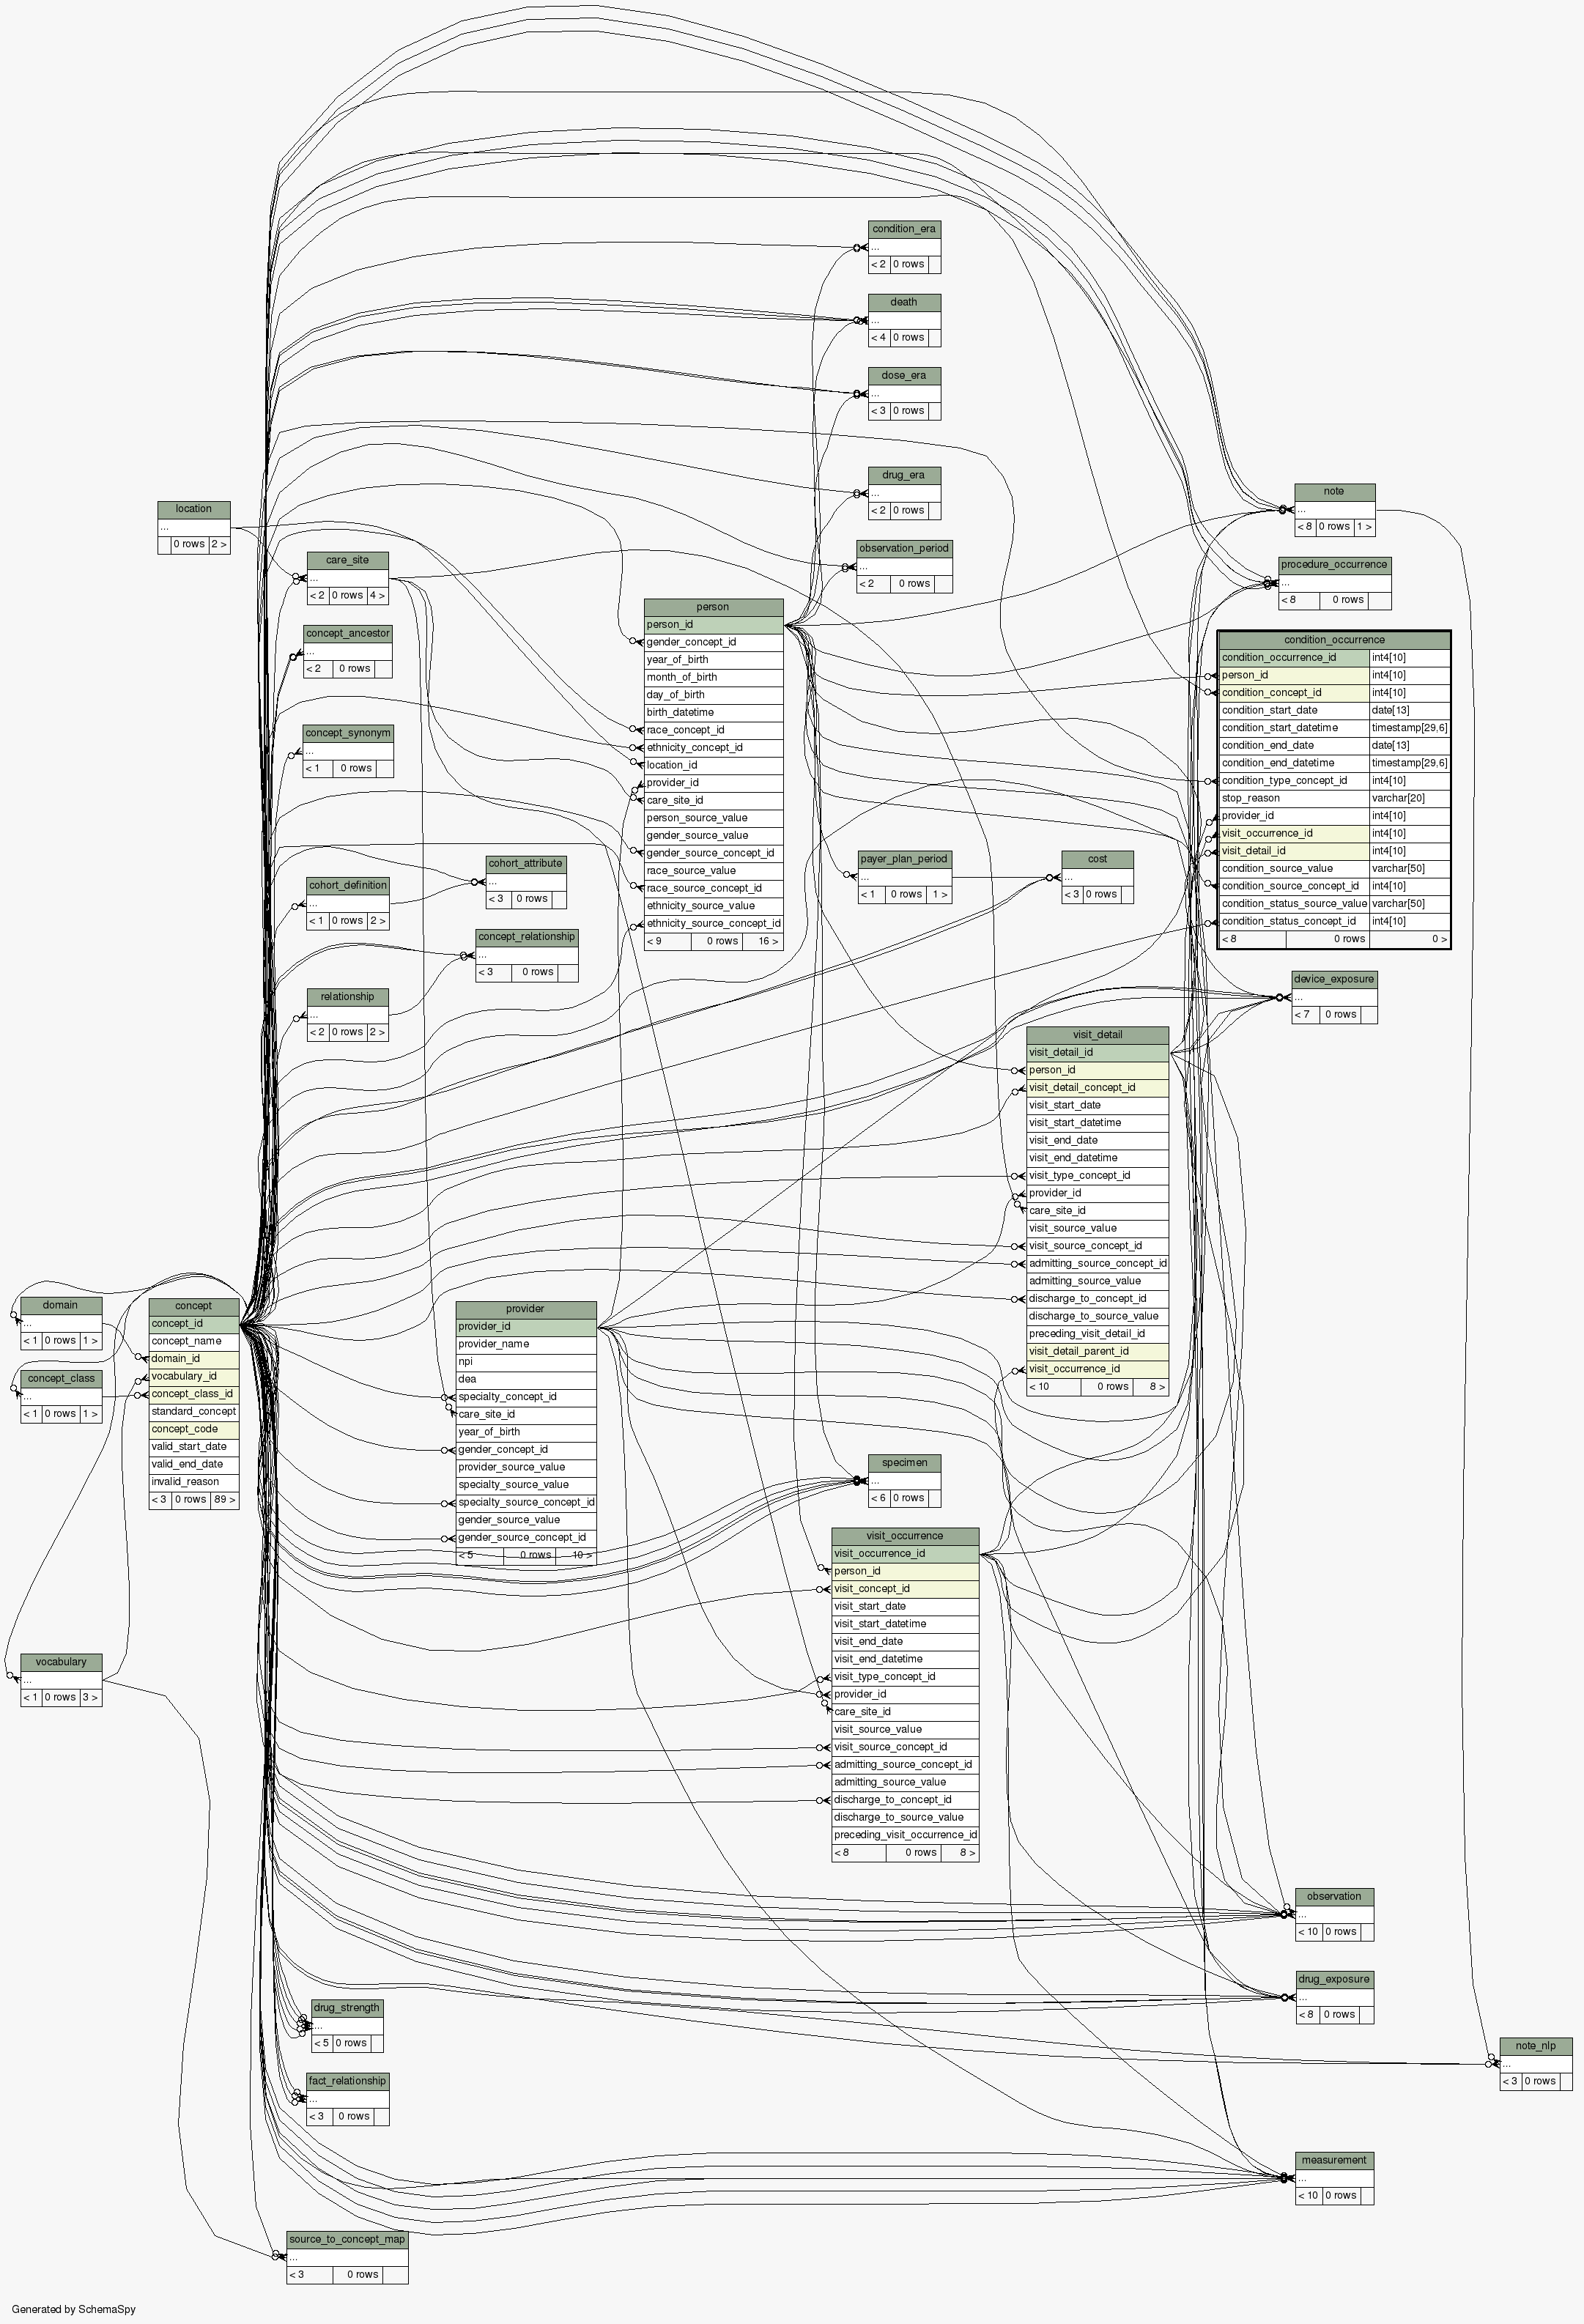 condition_era
...
< 2 0 rows
death
...
< 4 0 rows
dose_era
...
< 3 0 rows
drug_era
...
< 2 0 rows
note
...
< 8 0 rows 1 >
location
...
0 rows 2 >
observation_period
...
< 2 0 rows
care_site
...
< 2 0 rows 4 >
procedure_occurrence
...
< 8 0 rows
person
person_id
gender_concept_id
year_of_birth
month_of_birth
day_of_birth
birth_datetime
race_concept_id
ethnicity_concept_id
location_id
provider_id
care_site_id
person_source_value
gender_source_value
gender_source_concept_id
race_source_value
race_source_concept_id
ethnicity_source_value
ethnicity_source_concept_id
< 9 0 rows 16 >
concept_ancestor
...
< 2 0 rows
condition_occurrence
condition_occurrence_id int4[10]
person_id int4[10]
condition_concept_id int4[10]
condition_start_date date[13]
condition_start_datetime timestamp[29,6]
condition_end_date date[13]
condition_end_datetime timestamp[29,6]
condition_type_concept_id int4[10]
stop_reason varchar[20]
provider_id int4[10]
visit_occurrence_id int4[10]
visit_detail_id int4[10]
condition_source_value varchar[50]
condition_source_concept_id int4[10]
condition_status_source_value varchar[50]
condition_status_concept_id int4[10]
< 8 0 rows 0 >
concept_synonym
...
< 1 0 rows
payer_plan_period
...
< 1 0 rows 1 >
cost
...
< 3 0 rows
cohort_attribute
...
< 3 0 rows
cohort_definition
...
< 1 0 rows 2 >
concept_relationship
...
< 3 0 rows
device_exposure
...
< 7 0 rows
relationship
...
< 2 0 rows 2 >
visit_detail
visit_detail_id
person_id
visit_detail_concept_id
visit_start_date
visit_start_datetime
visit_end_date
visit_end_datetime
visit_type_concept_id
provider_id
care_site_id
visit_source_value
visit_source_concept_id
admitting_source_concept_id
admitting_source_value
discharge_to_concept_id
discharge_to_source_value
preceding_visit_detail_id
visit_detail_parent_id
visit_occurrence_id
< 10 0 rows 8 >
domain
...
< 1 0 rows 1 >
concept
concept_id
concept_name
domain_id
vocabulary_id
concept_class_id
standard_concept
concept_code
valid_start_date
valid_end_date
invalid_reason
< 3 0 rows 89 >
provider
provider_id
provider_name
npi
dea
specialty_concept_id
care_site_id
year_of_birth
gender_concept_id
provider_source_value
specialty_source_value
specialty_source_concept_id
gender_source_value
gender_source_concept_id
< 5 0 rows 10 >
concept_class
...
< 1 0 rows 1 >
specimen
...
< 6 0 rows
visit_occurrence
visit_occurrence_id
person_id
visit_concept_id
visit_start_date
visit_start_datetime
visit_end_date
visit_end_datetime
visit_type_concept_id
provider_id
care_site_id
visit_source_value
visit_source_concept_id
admitting_source_concept_id
admitting_source_value
discharge_to_concept_id
discharge_to_source_value
preceding_visit_occurrence_id
< 8 0 rows 8 >
vocabulary
...
< 1 0 rows 3 >
observation
...
< 10 0 rows
drug_exposure
...
< 8 0 rows
drug_strength
...
< 5 0 rows
note_nlp
...
< 3 0 rows
fact_relationship
...
< 3 0 rows
measurement
...
< 10 0 rows
source_to_concept_map
...
< 3 0 rows
Generated by SchemaSpy